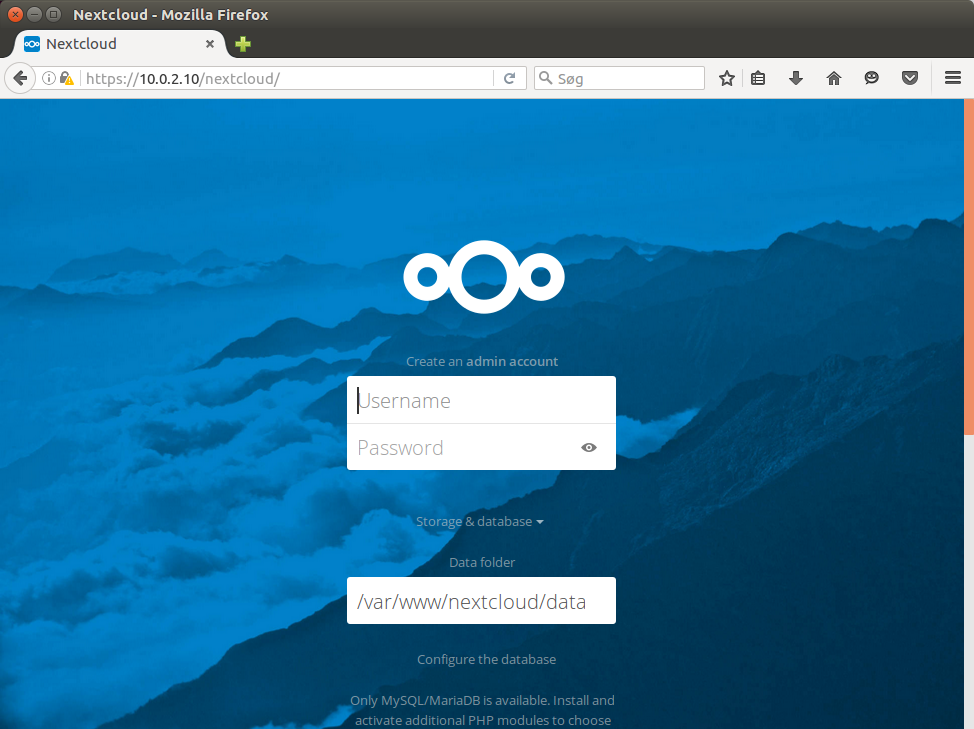 Nextcloud - Mozilla Firefox
Nextcloud
https://10.0.2.10/nextcloud/
Søg
Create an admin account
Username
Password
Storage & database
Data folder
/var/www/nextcloud/data
Configure the database
Only MySQL/MariaDB is available. Install and
activate additional PHP modules to choose